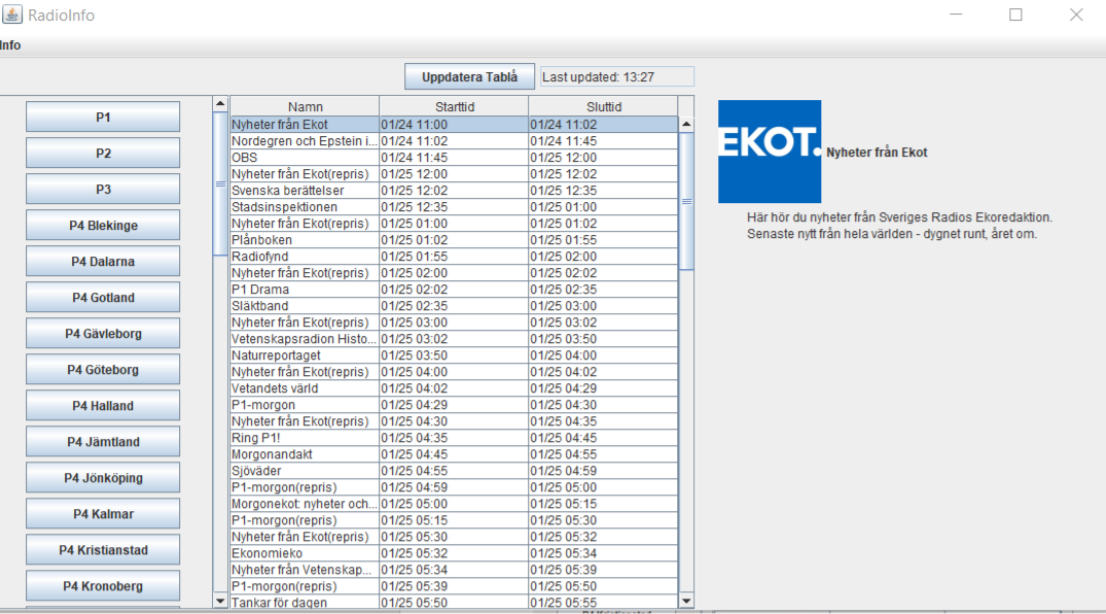 RadioInfo
Info
Uppdatera Tablå Last updated: 13:27
P1
P2
P3
P4 Blekinge
P4 Dalarna
P4 Gotland
P4 Gävleborg
P4 Göteborg
P4 Halland
P4 Jämtland
P4 Jönköping
P4 Kalmar
P4 Kristianstad
P4 Kronoberg
Namn Starttid Sluttid
Nyheter från Ekot 01/24 11:00 01/24 11:02
Nordegren och Epstein i... 01/24 11:02 01/24 11:45
OBS 01/24 11:45 01/25 12:00
Nyheter från Ekot(repris) 01/25 12:00 01/25 12:02
Svenska berättelser 01/25 12:02 01/25 12:35
Stadsinspektionen 01/25 12:35 01/25 01:00
Nyheter från Ekot(repris) 01/25 01:00 01/25 01:02
Plånboken 01/25 01:02 01/25 01:55
Radiofynd 01/25 01:55 01/25 02:00
Nyheter från Ekot(repris) 01/25 02:00 01/25 02:02
P1 Drama 01/25 02:02 01/25 02:35
Släktband 01/25 02:35 01/25 03:00
Nyheter från Ekot(repris) 01/25 03:00 01/25 03:02
Vetenskapsradion Histo... 01/25 03:02 01/25 03:50
Naturreportaget 01/25 03:50 01/25 04:00
Nyheter från Ekot(repris) 01/25 04:00 01/25 04:02
Vetandets värld 01/25 04:02 01/25 04:29
P1-morgon 01/25 04:29 01/25 04:30
Nyheter från Ekot(repris) 01/25 04:30 01/25 04:35
Ring P1! 01/25 04:35 01/25 04:45
Morgonandakt 01/25 04:45 01/25 04:55
Sjöväder 01/25 04:55 01/25 04:59
P1-morgon(repris) 01/25 04:59 01/25 05:00
Morgonekot: nyheter och... 01/25 05:00 01/25 05:15
P1-morgon(repris) 01/25 05:15 01/25 05:30
Nyheter från Ekot(repris) 01/25 05:30 01/25 05:32
Ekonomieko 01/25 05:32 01/25 05:34
Nyheter från Vetenskap... 01/25 05:34 01/25 05:39
P1-morgon(repris) 01/25 05:39 01/25 05:50
Tankar för dagen 01/25 05:50 01/25 05:55
EKOT. Nyheter från Ekot
Här hör du nyheter från Sveriges Radios Ekoredaktion.
Senaste nytt från hela världen - dygnet runt, året om.